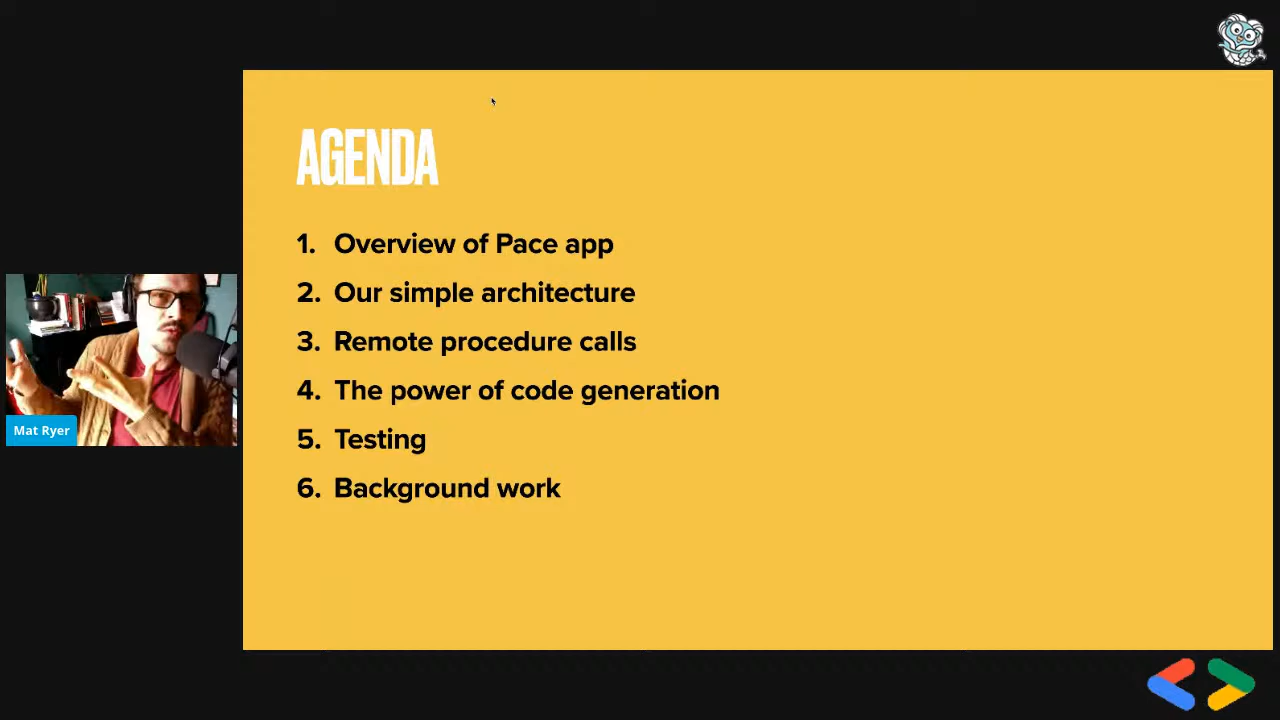 AGENDA
1. Overview of Pace app
2. Our simple architecture
3. Remote procedure calls
4. The power of code generation
5. Testing
6. Background work
Mat Ryer